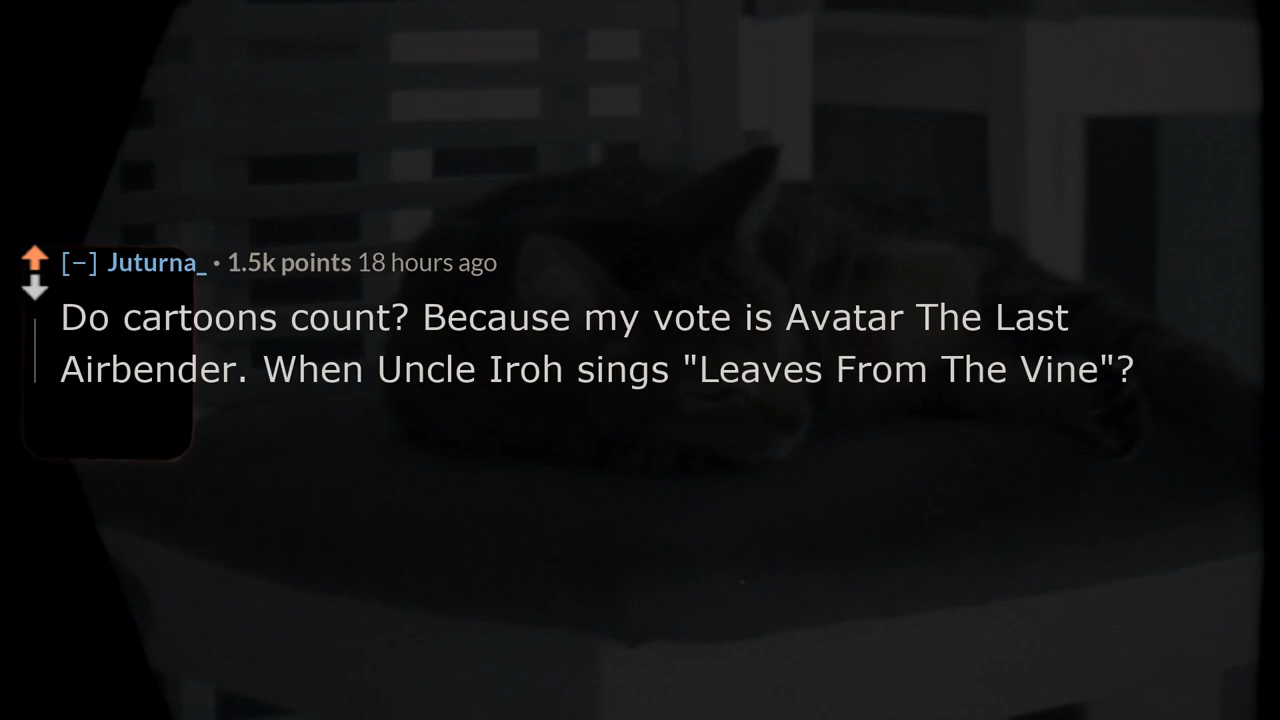 [–] Juturna_ · 1.5k points 18 hours ago
Do cartoons count? Because my vote is Avatar The Last
Airbender. When Uncle Iroh sings "Leaves From The Vine"?